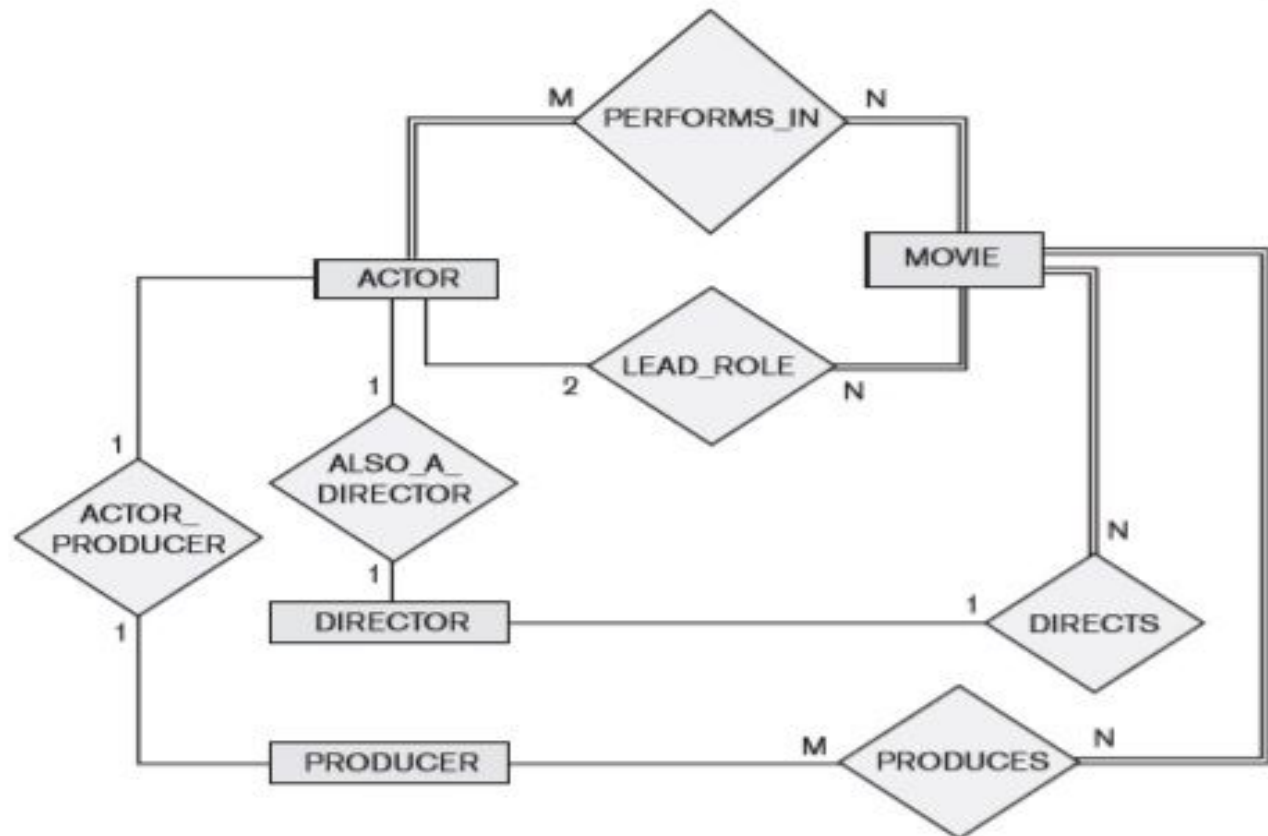 M
PERFORMS_IN
N
ACTOR
MOVIE
2
LEAD_ROLE
N
1
1
ALSO_A_
DIRECTOR
ACTOR_
PRODUCER
1
1
DIRECTOR
1
DIRECTS
N
PRODUCER
M
PRODUCES
N